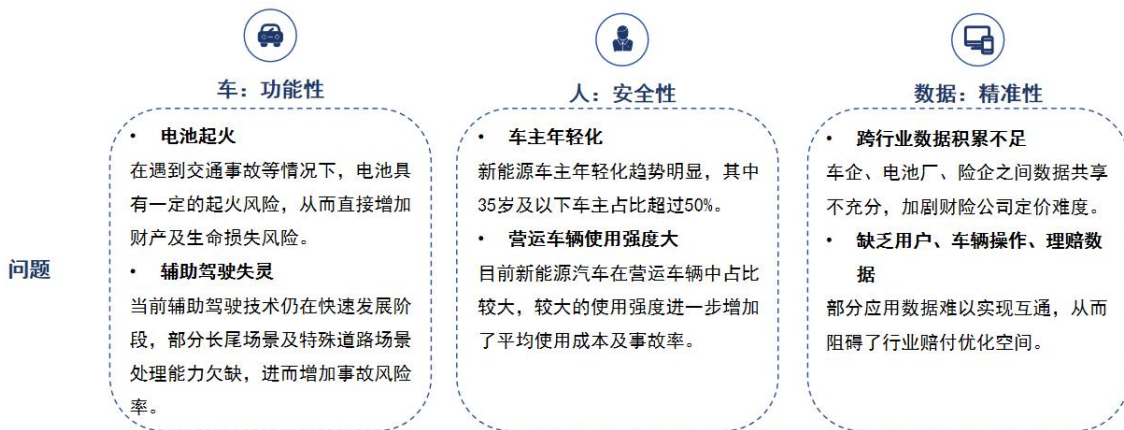 车：功能性
人：安全性
数据：精准性
问题
• 电池起火
在遇到交通事故等情况下，电池具
有一定的起火风险，从而直接增加
财产及生命损失风险。
• 辅助驾驶失灵
当前辅助驾驶技术仍在快速发展阶
段，部分长尾场景及特殊道路场景
处理能力欠缺，进而增加事故风险
率。
• 车主年轻化
新能源车主年轻化趋势明显，其中
35岁及以下车主占比超过50%。
• 营运车辆使用强度大
目前新能源汽车在营运车辆中占比
较大，较大的使用强度进一步增加
了平均使用成本及事故率。
• 跨行业数据积累不足
车企、电池厂、险企之间数据共享
不充分，加剧财险公司定价难度。
• 缺乏用户、车辆操作、理赔数
据
部分应用数据难以实现互通，从而
阻碍了行业赔付优化空间。